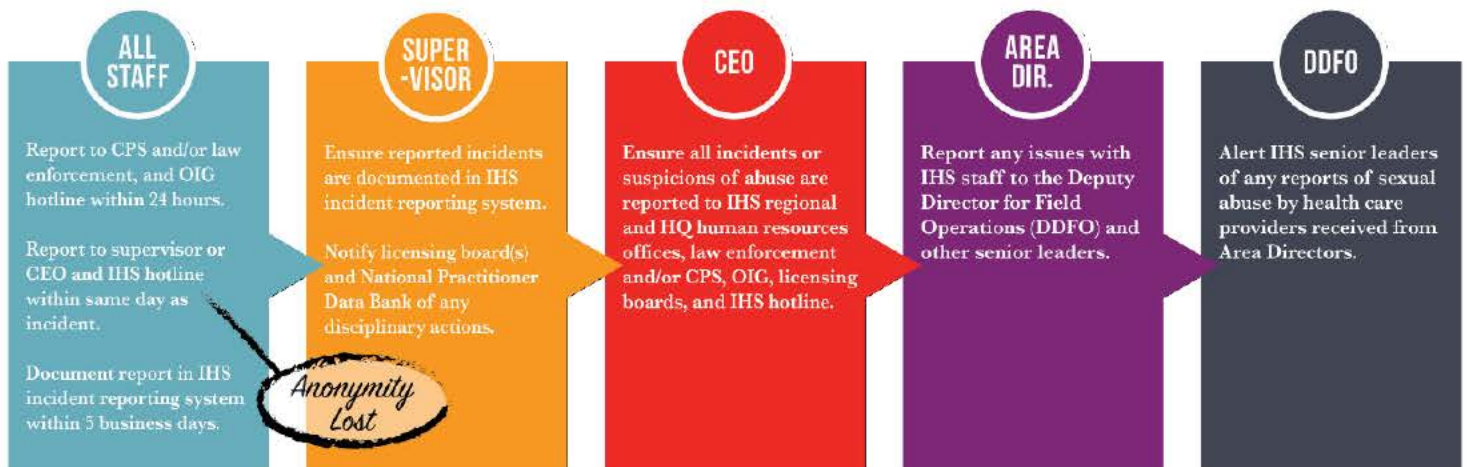 ALL
STAFF
Report to CPS and/or law
enforcement, and OIG
hotline within 24 hours.
Report to supervisor or
CEO and IHS hotline
within same day as
incident.
Document report in IHS
incident reporting system
within 5 business days.
Anonymity
Lost
SUPER
-VISOR
Ensure reported incidents
are documented in IHS
incident reporting system.
Notify licensing board(s)
and National Practitioner
Data Bank of any
disciplinary actions.
CEO
Ensure all incidents or
suspicions of abuse are
reported to IHS regional
and HQ human resources
offices, law enforcement
and/or CPS, OIG, licensing
boards, and IHS hotline.
AREA
DIR.
Report any issues with
IHS staff to the Deputy
Director for Field
Operations (DDFO) and
other senior leaders.
DDFO
Alert IHS senior leaders
of any reports of sexual
abuse by health care
providers received from
Area Directors.